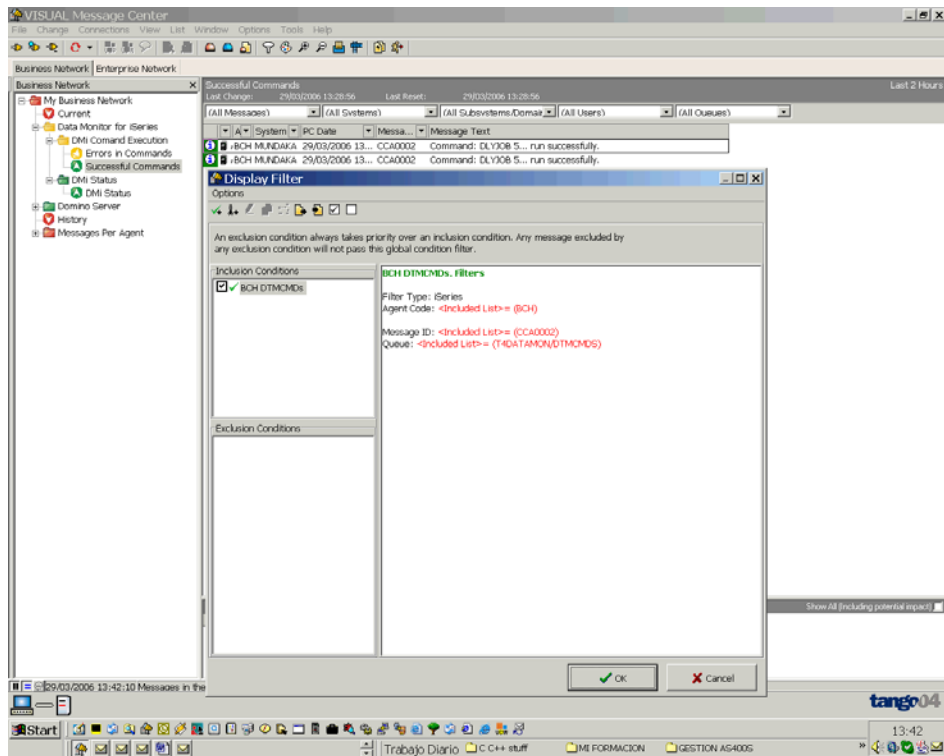 VISUAL Message Center
File Change Connections View List Window Options Tools Help
Business Network Enterprise Network
Business Network
My Business Network
Current
Data Monitor for iSeries
DMi Comand Execution
Errors in Commands
Successful Commands
DMi Status
DMi Status
Domino Server
History
Messages Per Agent
Successful Commands Last 2 Hours
Last Change: 29/03/2006 13:28:56 Last Reset: 29/03/2006 13:28:56
(All Messages) (All Systems) (All Subsystems/Domai (All Users) (All Queues)
A System PC Date Messa... Message Text
BCH MUNDAKA 29/03/2006 13... CCA0002 Command: DLYJOB 5... run successfully.
BCH MUNDAKA 29/03/2006 13... CCA0002 Command: DLYJOB 5... run successfully.
Display Filter
Options
An exclusion condition always takes priority over an inclusion condition. Any message excluded by
any exclusion condition will not pass this global condition filter.
Inclusion Conditions
BCH DTMCMDs
Exclusion Conditions
BCH DTMCMDs. Filters
Filter Type: iSeries
Agent Code: <Included List>= (BCH)
Message ID: <Included List>= (CCA0002)
Queue: <Included List>= (T4DATAMON/DTMCMDS)
OK Cancel
Show All (Including potential impact)
29/03/2006 13:42:10 Messages in the
tango04
Start
13:42
Trabajo Diario C C++ stuff MI FORMACION GESTION AS400S